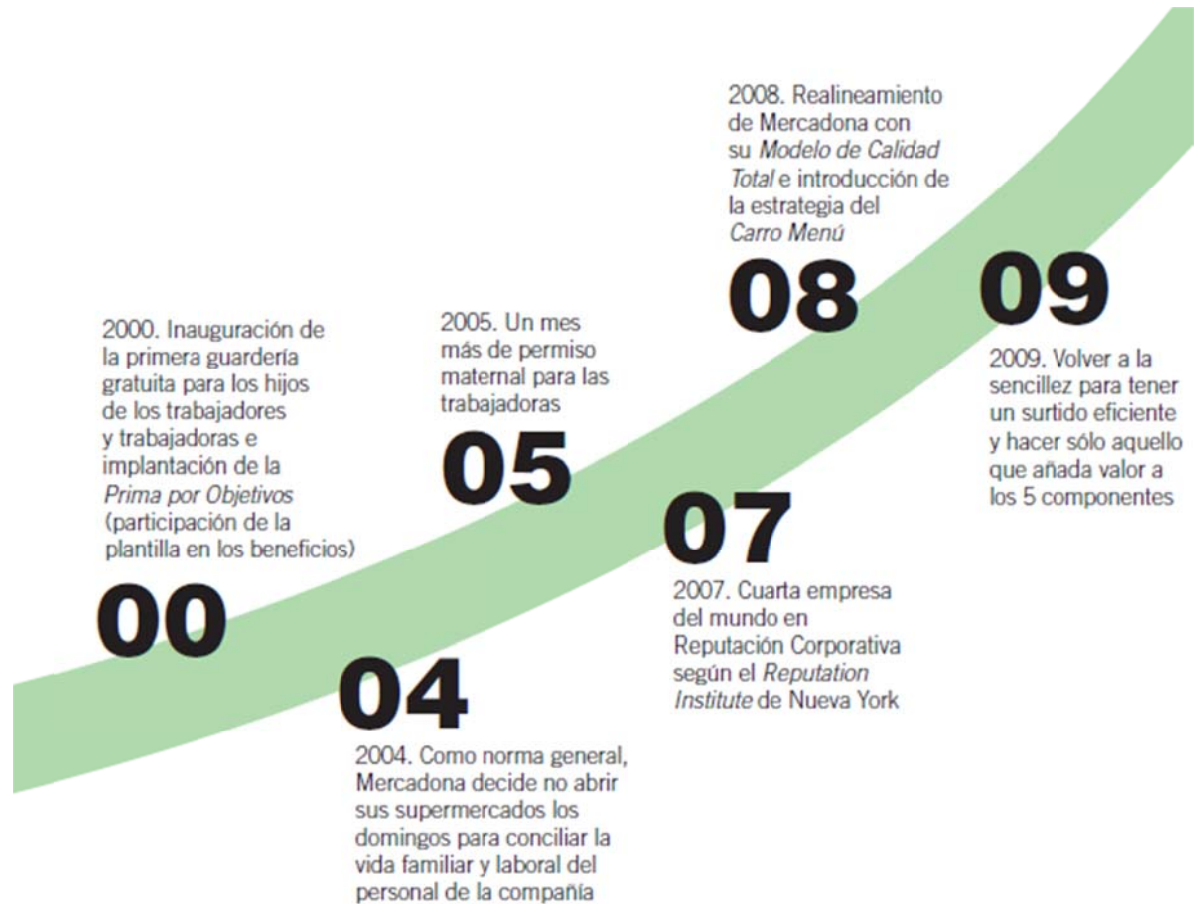 2000. Inauguración de
la primera guardería
gratuita para los hijos
de los trabajadores
y trabajadoras e
implantación de la
Prima por Objetivos
(participación de la
plantilla en los beneficios)
00
04
2004. Como norma general,
Mercadona decide no abrir
sus supermercados los
domingos para conciliar la
vida familiar y laboral del
personal de la compañía
2005. Un mes
más de permiso
maternal para las
trabajadoras
05
07
2007. Cuarta empresa
del mundo en
Reputación Corporativa
según el Reputation
Institute de Nueva York
2008. Realineamiento
de Mercadona con
su Modelo de Calidad
Total e introducción de
la estrategia del
Carro Menú
08
09
2009. Volver a la
sencillez para tener
un surtido eficiente
y hacer sólo aquello
que añada valor a
los 5 componentes